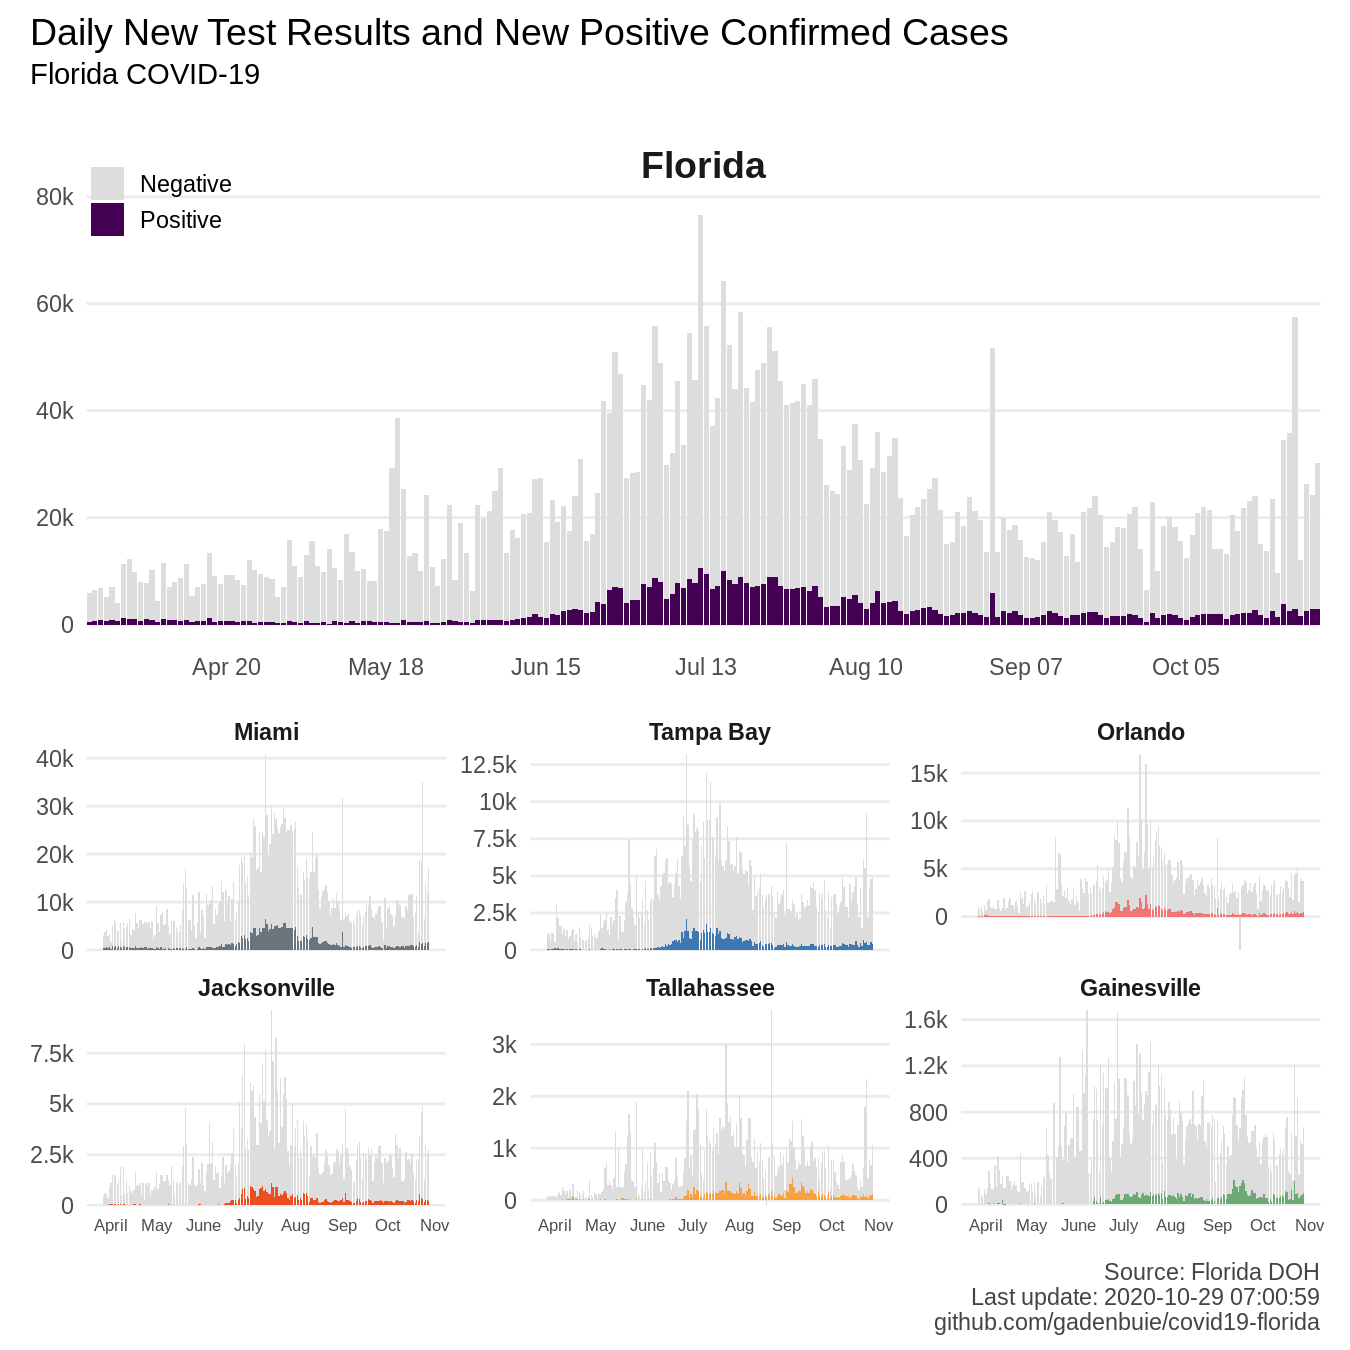 Daily New Test Results and New Positive Confirmed Cases
Florida COVID-19
Florida
Negative
Positive
80k
60k
40k
20k
0
Apr 20 May 18 Jun 15 Jul 13 Aug 10 Sep 07 Oct 05
Miami
40k
30k
20k
10k
0
Tampa Bay
12.5k
10k
7.5k
5k
2.5k
0
Orlando
15k
10k
5k
0
Jacksonville
7.5k
5k
2.5k
0
April May June July Aug Sep Oct Nov
Tallahassee
3k
2k
1k
0
April May June July Aug Sep Oct Nov
Gainesville
1.6k
1.2k
800
400
0
April May June July Aug Sep Oct Nov
Source: Florida DOH
Last update: 2020-10-29 07:00:59
github.com/gadenbuie/covid19-florida